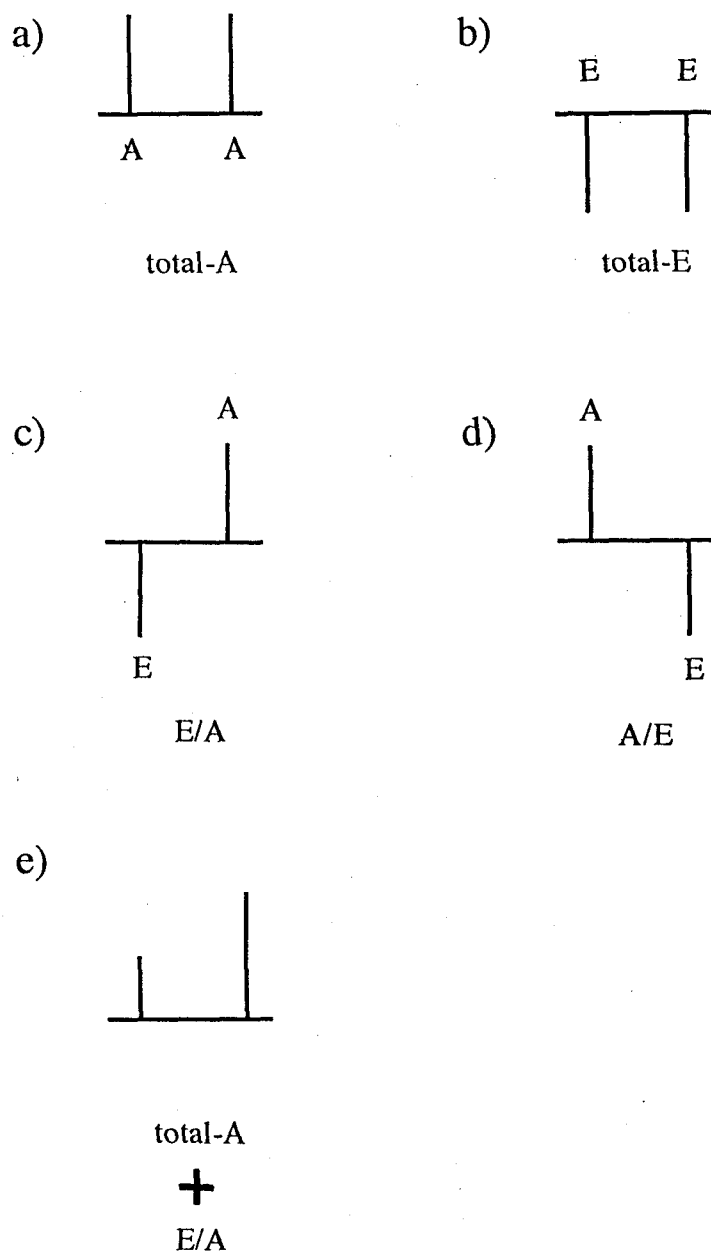 a)
A A
total-A
b)
E E
total-E
c)
A
E
E/A
d)
A
E
A/E
e)
total-A
+
E/A